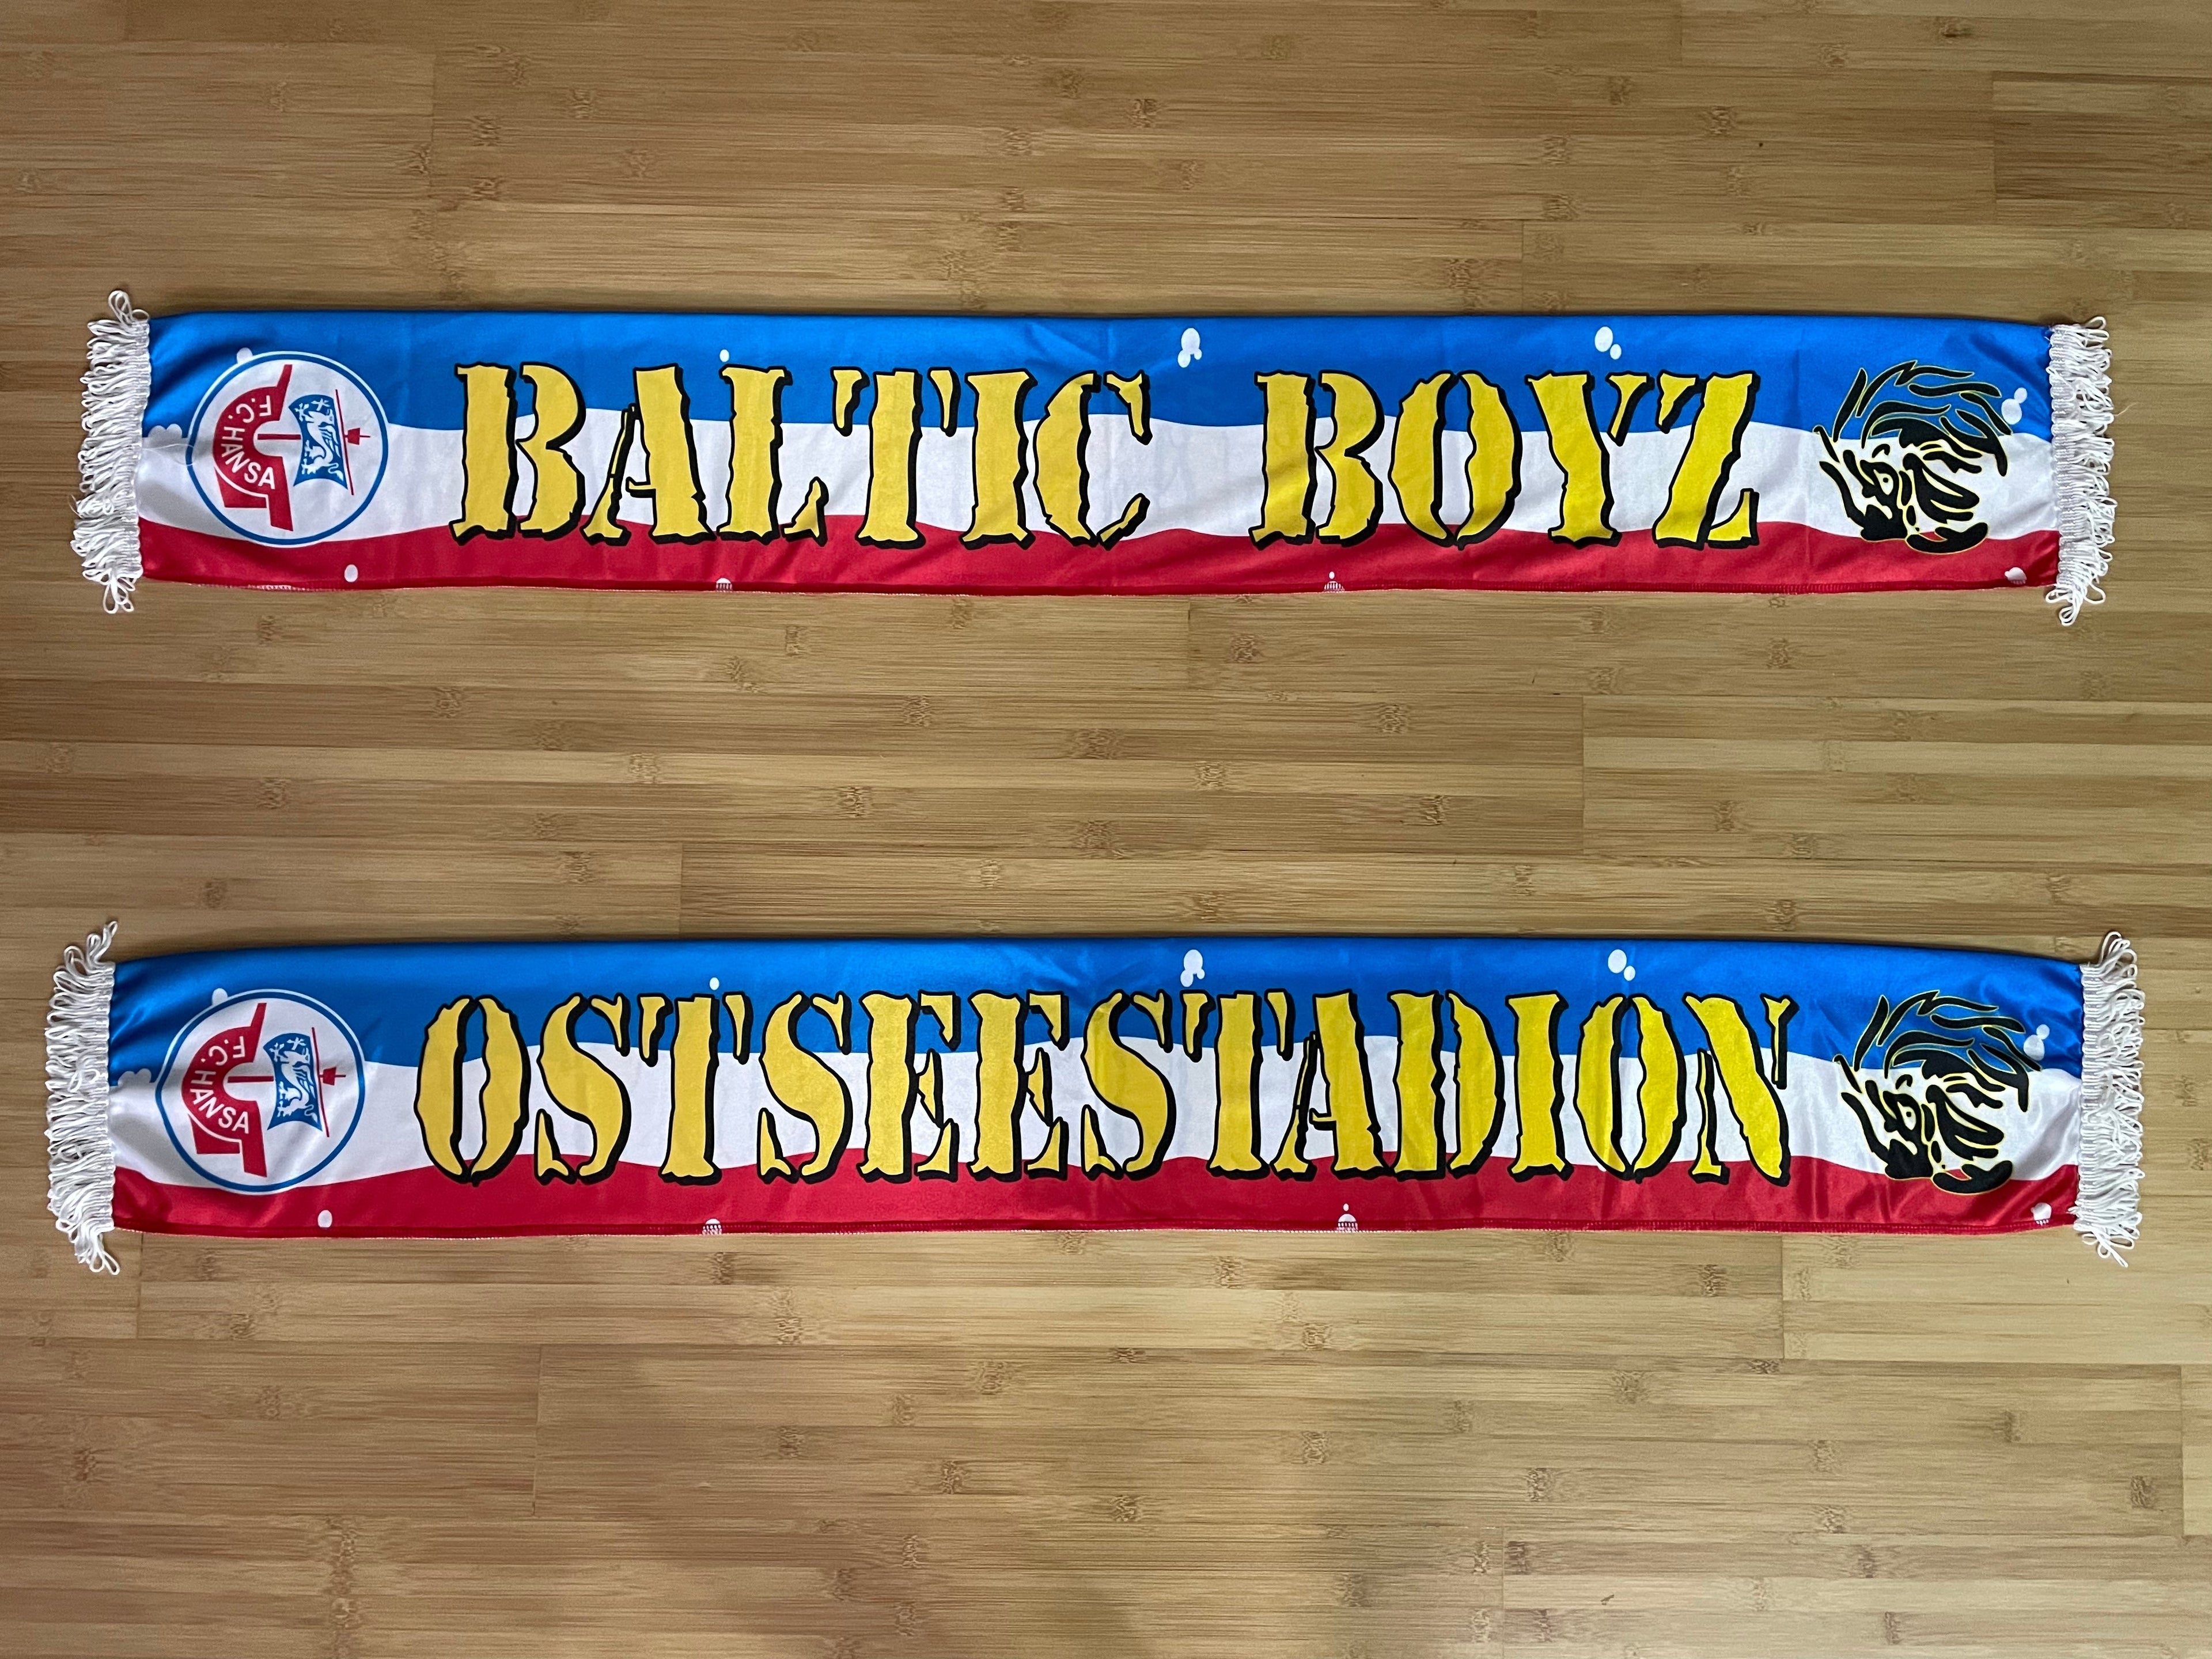 F.C. HANSA
BALTIC BOYZ
F.C. HANSA
OSTSEESTADION